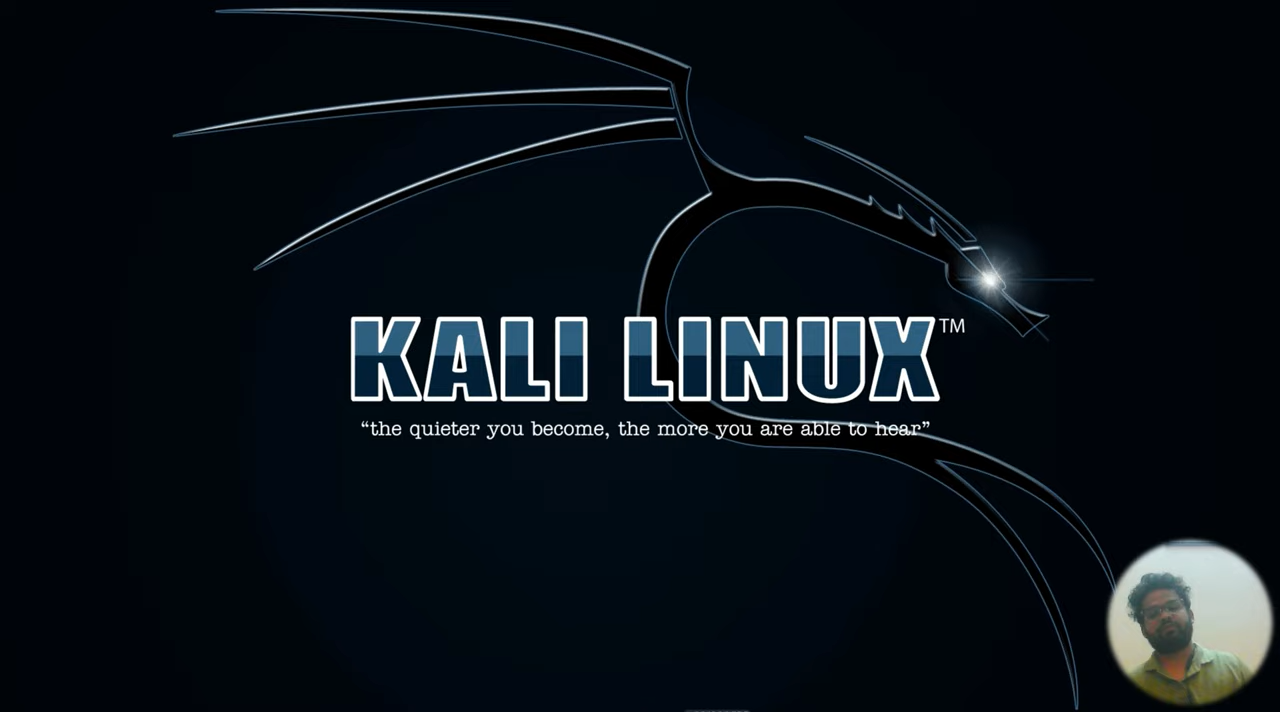 KALI LINUX™
“the quieter you become, the more you are able to hear”